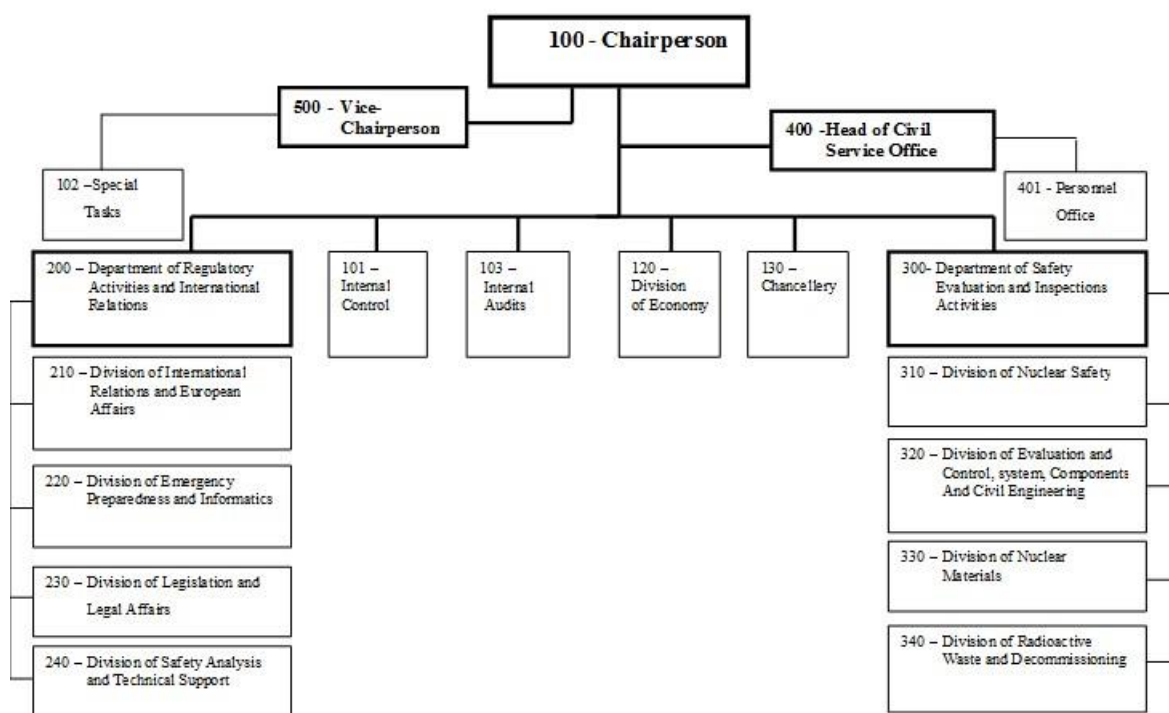 100 - Chairperson
500 - Vice-
Chairperson
400 -Head of Civil
Service Office
102 –Special
Tasks
401 - Personnel
Office
200 – Department of Regulatory
Activities and International
Relations
101 –
Internal
Control
103 –
Internal
Audits
120 –
Division
of Economy
130 –
Chancellery
300- Department of Safety
Evaluation and Inspections
Activities
210 – Division of International
Relations and European
Affairs
310 – Division of Nuclear Safety
220 – Division of Emergency
Preparedness and Informatics
320 – Division of Evaluation and
Control, system, Components
And Civil Engineering
230 – Division of Legislation and
Legal Affairs
330 – Division of Nuclear
Materials
240 – Division of Safety Analysis
and Technical Support
340 – Division of Radioactive
Waste and Decommissioning